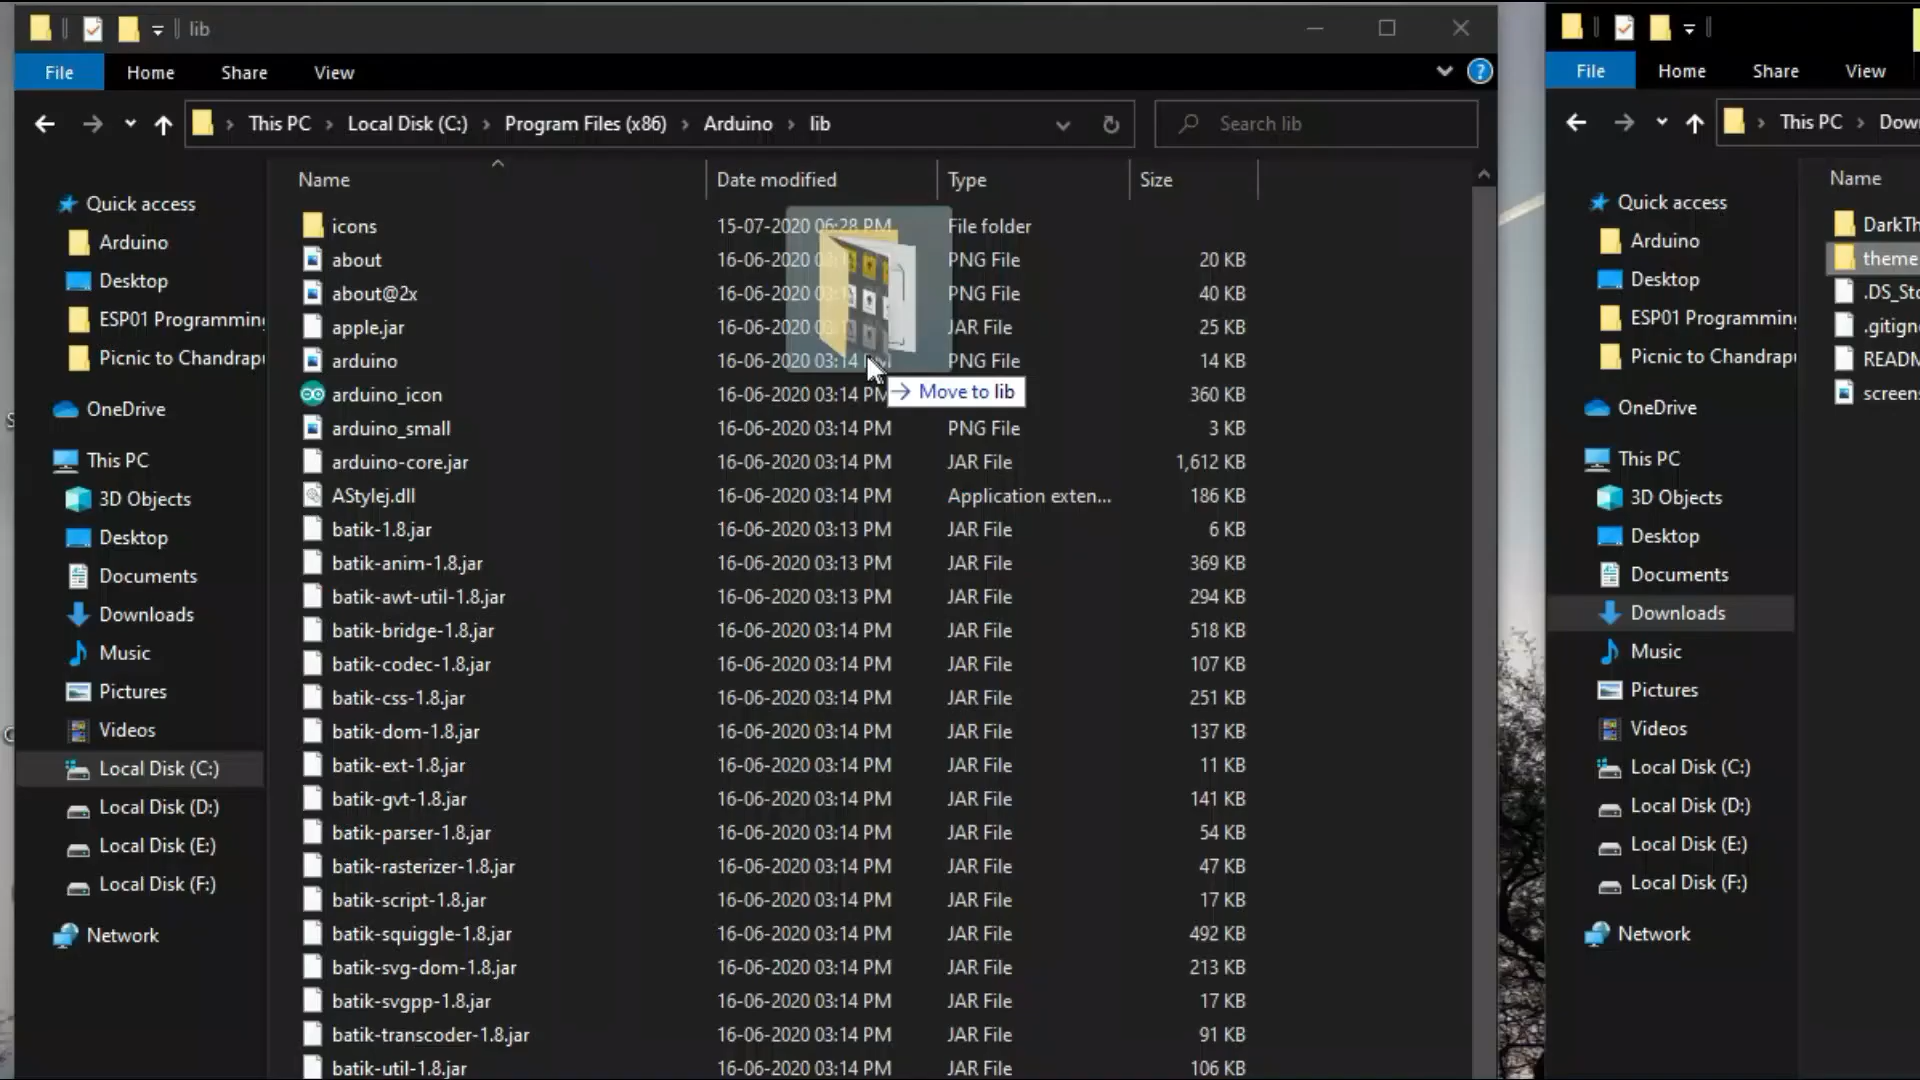 lib
File Home Share View
This PC Local Disk (C:) Program Files (x86) Arduino lib
Search lib
Name Date modified Type Size
Quick access
Arduino
Desktop
ESP01 Programming
Picnic to Chandrapu
OneDrive
This PC
3D Objects
Desktop
Documents
Downloads
Music
Pictures
Videos
Local Disk (C:)
Local Disk (D:)
Local Disk (E:)
Local Disk (F:)
Network
icons 15-07-2020 06:28 PM File folder
about 16-06-2020 PNG File 20 KB
about@2x 16-06-2020 PNG File 40 KB
apple.jar 16-06-2020 JAR File 25 KB
arduino 16-06-2020 03:14 PNG File 14 KB
arduino_icon 16-06-2020 03:14 PM 360 KB
Move to lib
arduino_small 16-06-2020 03:14 PM PNG File 3 KB
arduino-core.jar 16-06-2020 03:14 PM JAR File 1,612 KB
AStylej.dll 16-06-2020 03:14 PM Application exten... 186 KB
batik-1.8.jar 16-06-2020 03:13 PM JAR File 6 KB
batik-anim-1.8.jar 16-06-2020 03:13 PM JAR File 369 KB
batik-awt-util-1.8.jar 16-06-2020 03:13 PM JAR File 294 KB
batik-bridge-1.8.jar 16-06-2020 03:14 PM JAR File 518 KB
batik-codec-1.8.jar 16-06-2020 03:14 PM JAR File 107 KB
batik-css-1.8.jar 16-06-2020 03:14 PM JAR File 251 KB
batik-dom-1.8.jar 16-06-2020 03:14 PM JAR File 137 KB
batik-ext-1.8.jar 16-06-2020 03:14 PM JAR File 11 KB
batik-gvt-1.8.jar 16-06-2020 03:14 PM JAR File 141 KB
batik-parser-1.8.jar 16-06-2020 03:14 PM JAR File 54 KB
batik-rasterizer-1.8.jar 16-06-2020 03:14 PM JAR File 47 KB
batik-script-1.8.jar 16-06-2020 03:14 PM JAR File 17 KB
batik-squiggle-1.8.jar 16-06-2020 03:14 PM JAR File 492 KB
batik-svg-dom-1.8.jar 16-06-2020 03:14 PM JAR File 213 KB
batik-svgpp-1.8.jar 16-06-2020 03:14 PM JAR File 17 KB
batik-transcoder-1.8.jar 16-06-2020 03:14 PM JAR File 91 KB
batik-util-1.8.jar 16-06-2020 03:14 PM JAR File 106 KB
File Home Share View
This PC Dow
Name
Quick access
Arduino
Desktop
ESP01 Programming
Picnic to Chandrapu
OneDrive
This PC
3D Objects
Desktop
Documents
Downloads
Music
Pictures
Videos
Local Disk (C:)
Local Disk (D:)
Local Disk (E:)
Local Disk (F:)
Network
DarkTh
theme
.DS_Sto
.gitign
READM
screens